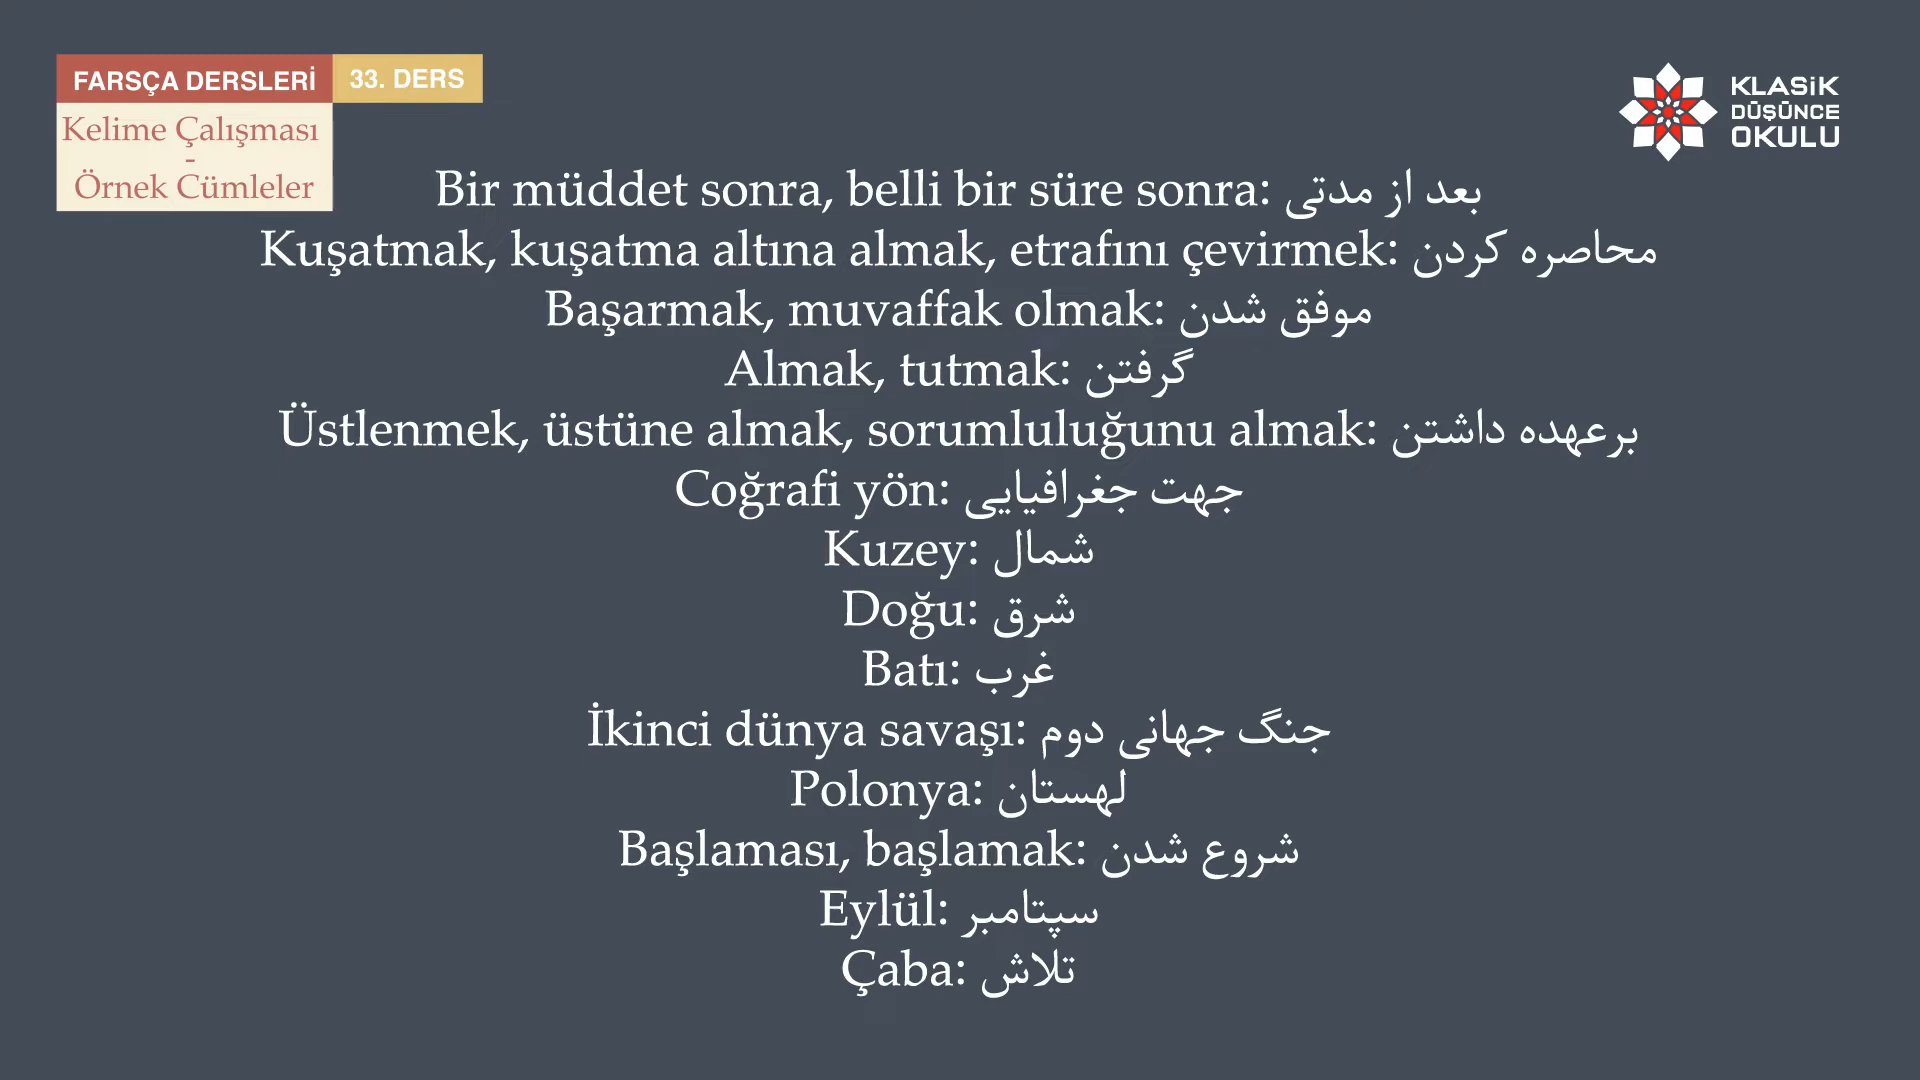 FARSÇA DERSLERİ
33. DERS
Kelime Çalışması
-
Örnek Cümleler
KLASiK
DÜŞÜNCE
OKULU
Bir müddet sonra, belli bir süre sonra: بعد از مدتی
Kuşatmak, kuşatma altına almak, etrafını çevirmek: محاصره کردن
Başarmak, muvaffak olmak: موفق شدن
Almak, tutmak: گرفتن
Üstlenmek, üstüne almak, sorumluluğunu almak: برعهده داشتن
Coğrafi yön: جهت جغرافیایی
Kuzey: شمال
Doğu: شرق
Batı: غرب
İkinci dünya savaşı: جنگ جهانی دوم
Polonya: لهستان
Başlaması, başlamak: شروع شدن
Eylül: سپتامبر
Çaba: تلاش